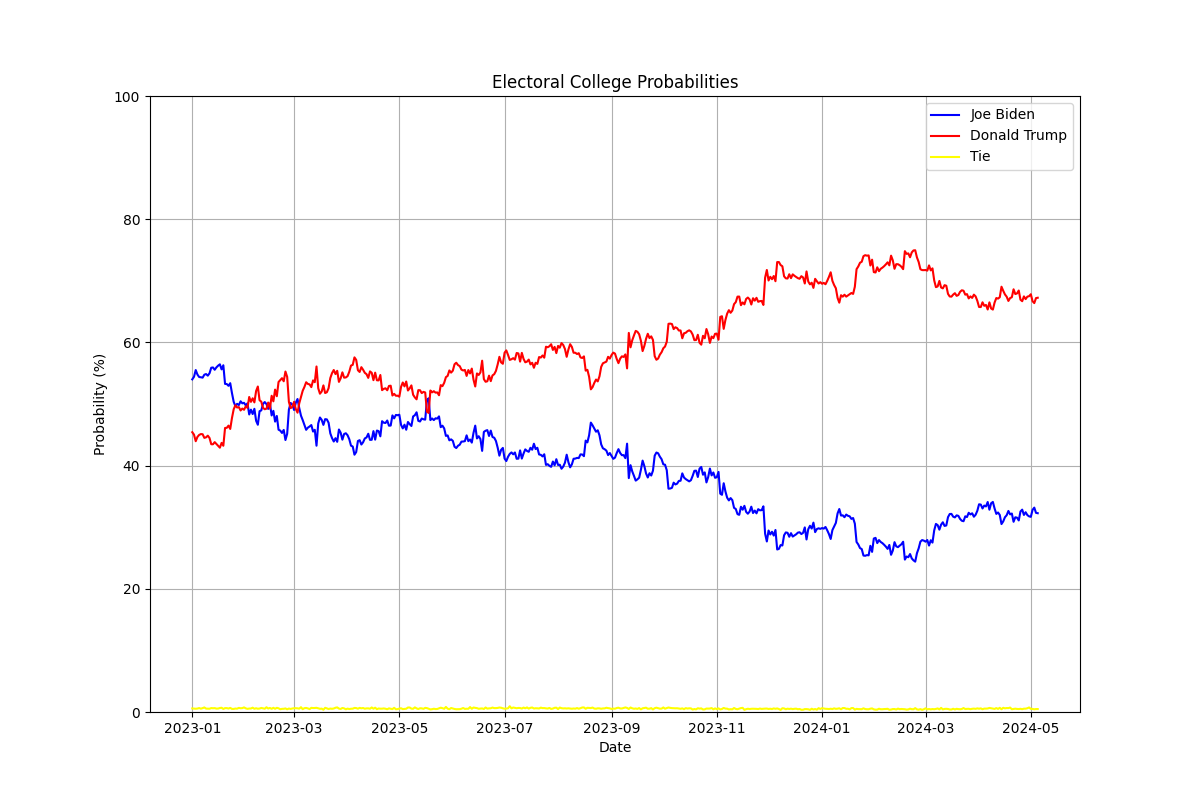 Electoral College Probabilities
Joe Biden
Donald Trump
Tie
Probability (%)
100
80
60
40
20
0
2023-01
2023-03
2023-05
2023-07
2023-09
2023-11
2024-01
2024-03
2024-05
Date